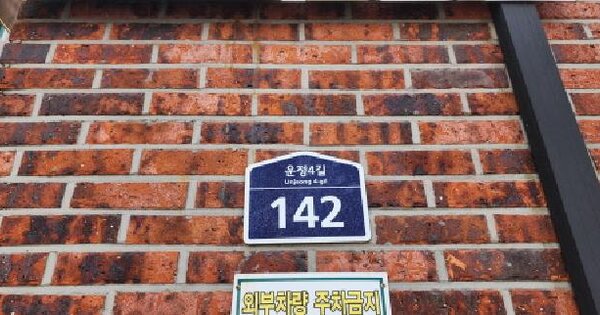 운정4길
Unjeong 4-gil
142
외부차량 주차금지